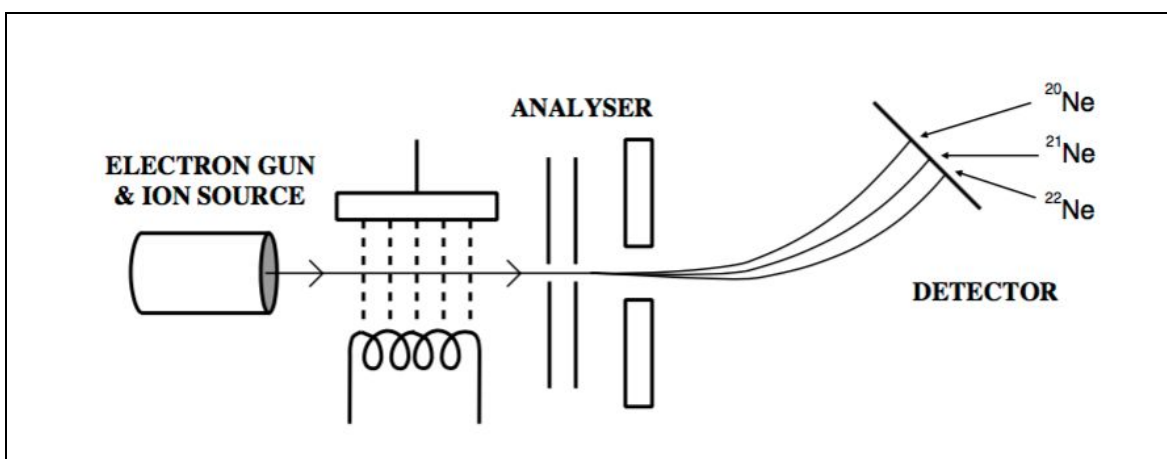 ANALYSER
ELECTRON GUN
& ION SOURCE
²⁰Ne
²¹Ne
²²Ne
DETECTOR